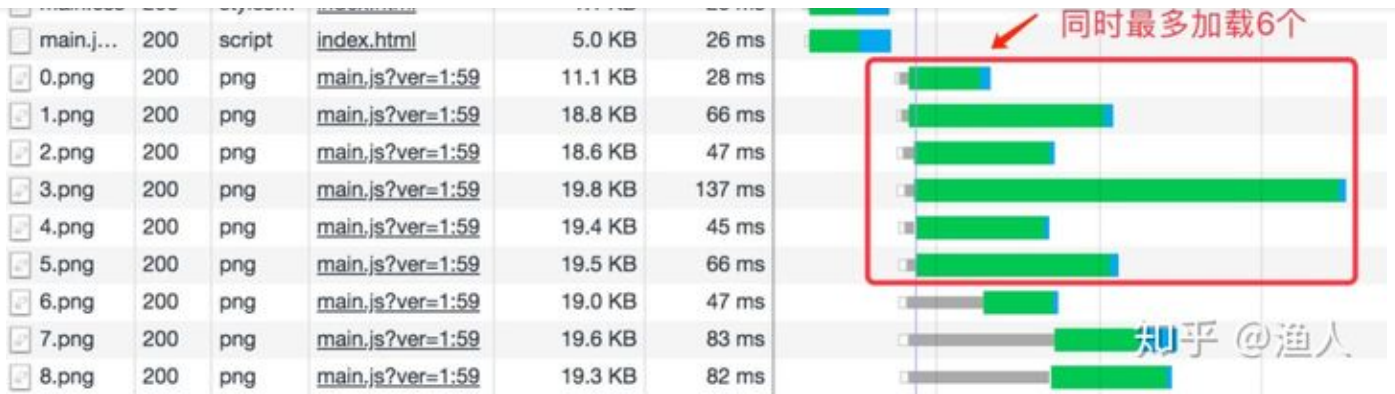 同时最多加载6个
main.j... 200 script index.html 5.0 KB 26 ms
0.png 200 png main.js?ver=1:59 11.1 KB 28 ms
1.png 200 png main.js?ver=1:59 18.8 KB 66 ms
2.png 200 png main.js?ver=1:59 18.6 KB 47 ms
3.png 200 png main.js?ver=1:59 19.8 KB 137 ms
4.png 200 png main.js?ver=1:59 19.4 KB 45 ms
5.png 200 png main.js?ver=1:59 19.5 KB 66 ms
6.png 200 png main.js?ver=1:59 19.0 KB 47 ms
7.png 200 png main.js?ver=1:59 19.6 KB 83 ms
知乎 @渔人
8.png 200 png main.js?ver=1:59 19.3 KB 82 ms